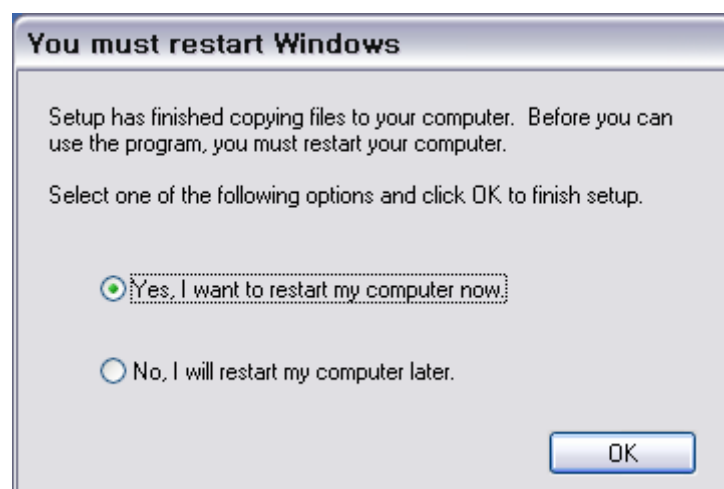 You must restart Windows
Setup has finished copying files to your computer.  Before you can
use the program, you must restart your computer.
Select one of the following options and click OK to finish setup.
Yes, I want to restart my computer now.
No, I will restart my computer later.
OK